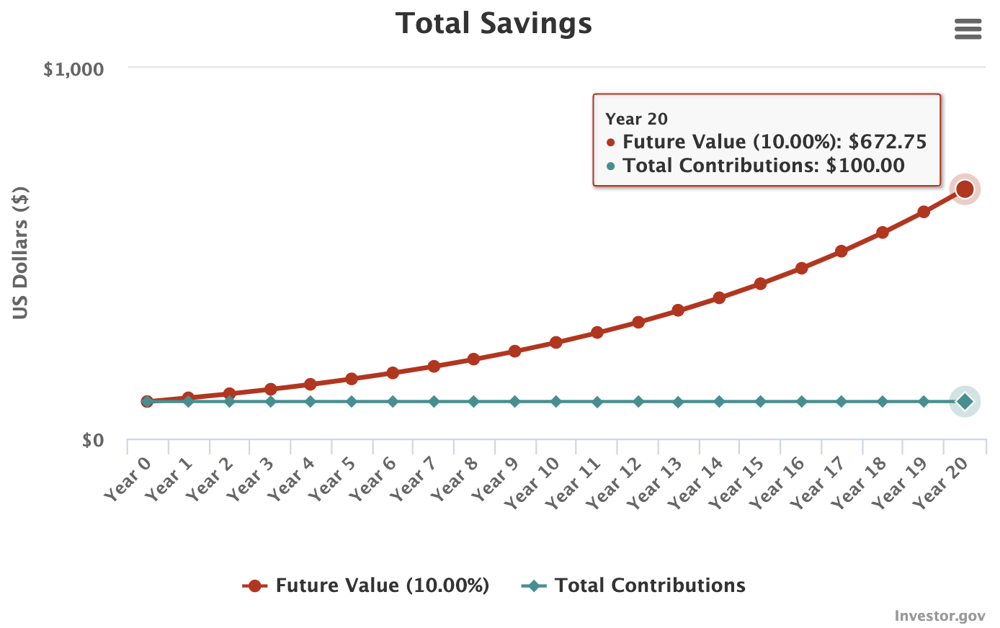 Total Savings
$1,000
Year 20
Future Value (10.00%): $672.75
Total Contributions: $100.00
US Dollars ($)
$0
Year 0
Year 1
Year 2
Year 3
Year 4
Year 5
Year 6
Year 7
Year 8
Year 9
Year 10
Year 11
Year 12
Year 13
Year 14
Year 15
Year 16
Year 17
Year 18
Year 19
Year 20
Future Value (10.00%)
Total Contributions
Investor.gov